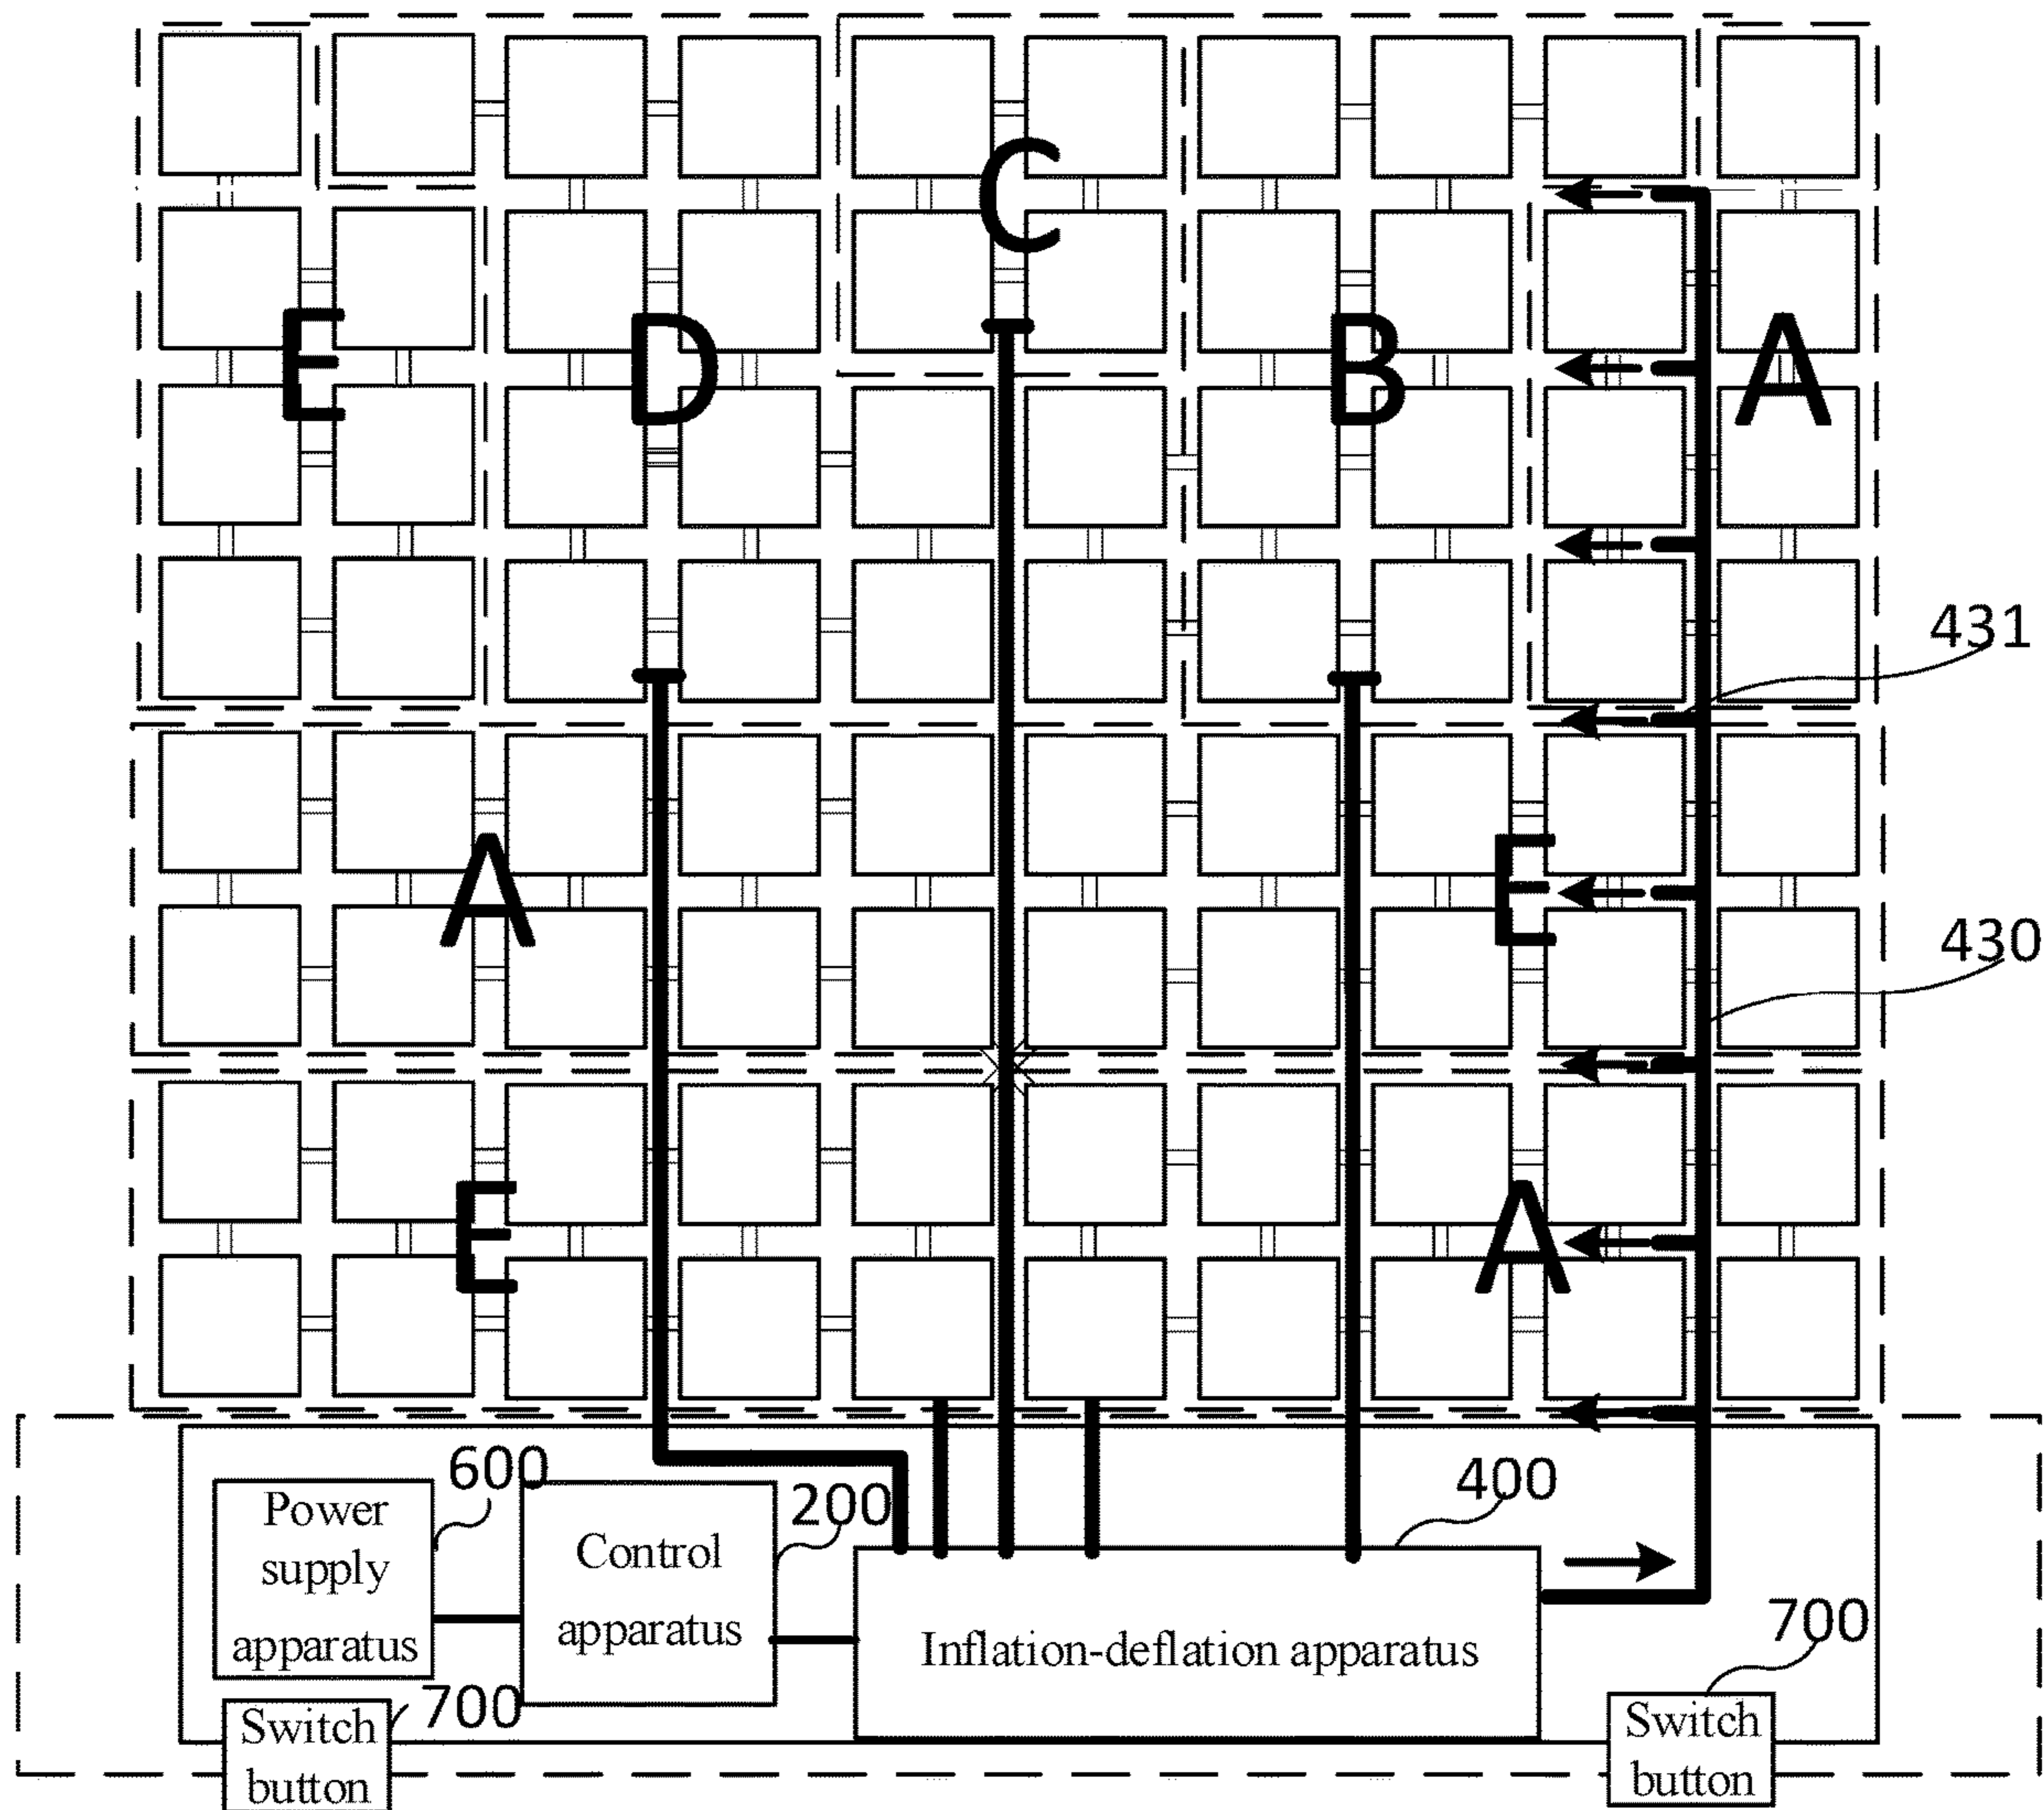 C
E
D
B
A
431
A
E
430
E
A
600
200
400
Power
supply
apparatus
Control
apparatus
Inflation-deflation apparatus
700
700
Switch
button
Switch
button